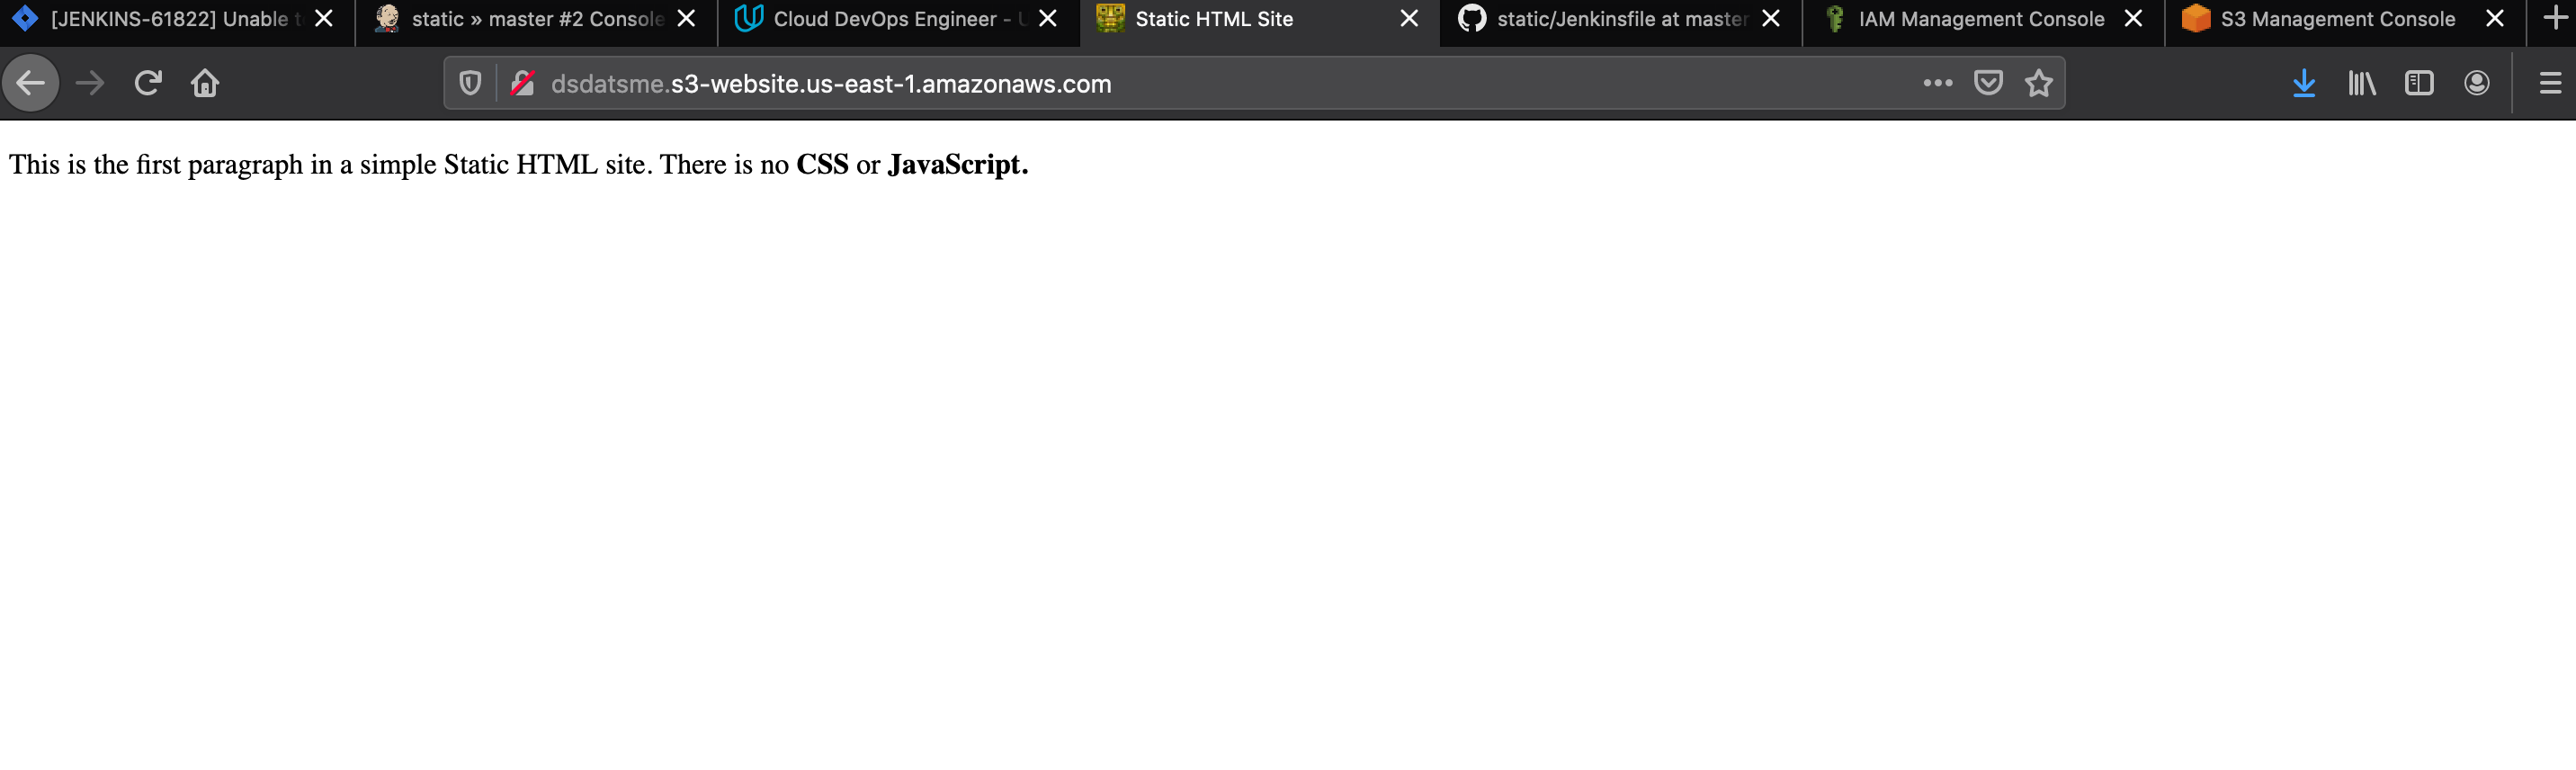 [JENKINS-61822] Unable
static » master #2 Console
Cloud DevOps Engineer -
Static HTML Site
static/Jenkinsfile at master
IAM Management Console
S3 Management Console
dsdatsme.s3-website.us-east-1.amazonaws.com
This is the first paragraph in a simple Static HTML site. There is no CSS or JavaScript.